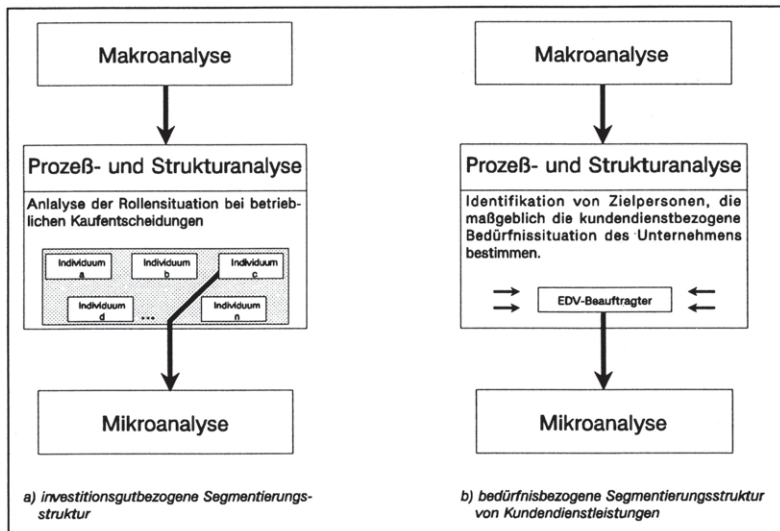 Makroanalyse
Prozeß- und Strukturanalyse
Anlalyse der Rollensituation bei betrieb-
lichen Kaufentscheidungen
Individuum
a
Individuum
b
Individuum
c
Individuum
d
...
Individuum
n
Mikroanalyse
a) investitionsgutbezogene Segmentierungs-
struktur
Makroanalyse
Prozeß- und Strukturanalyse
Identifikation von Zielpersonen, die
maßgeblich die kundendienstbezogene
Bedürfnissituation des Unternehmens
bestimmen.
EDV-Beauftragter
Mikroanalyse
b) bedürfnisbezogene Segmentierungsstruktur
von Kundendienstleistungen